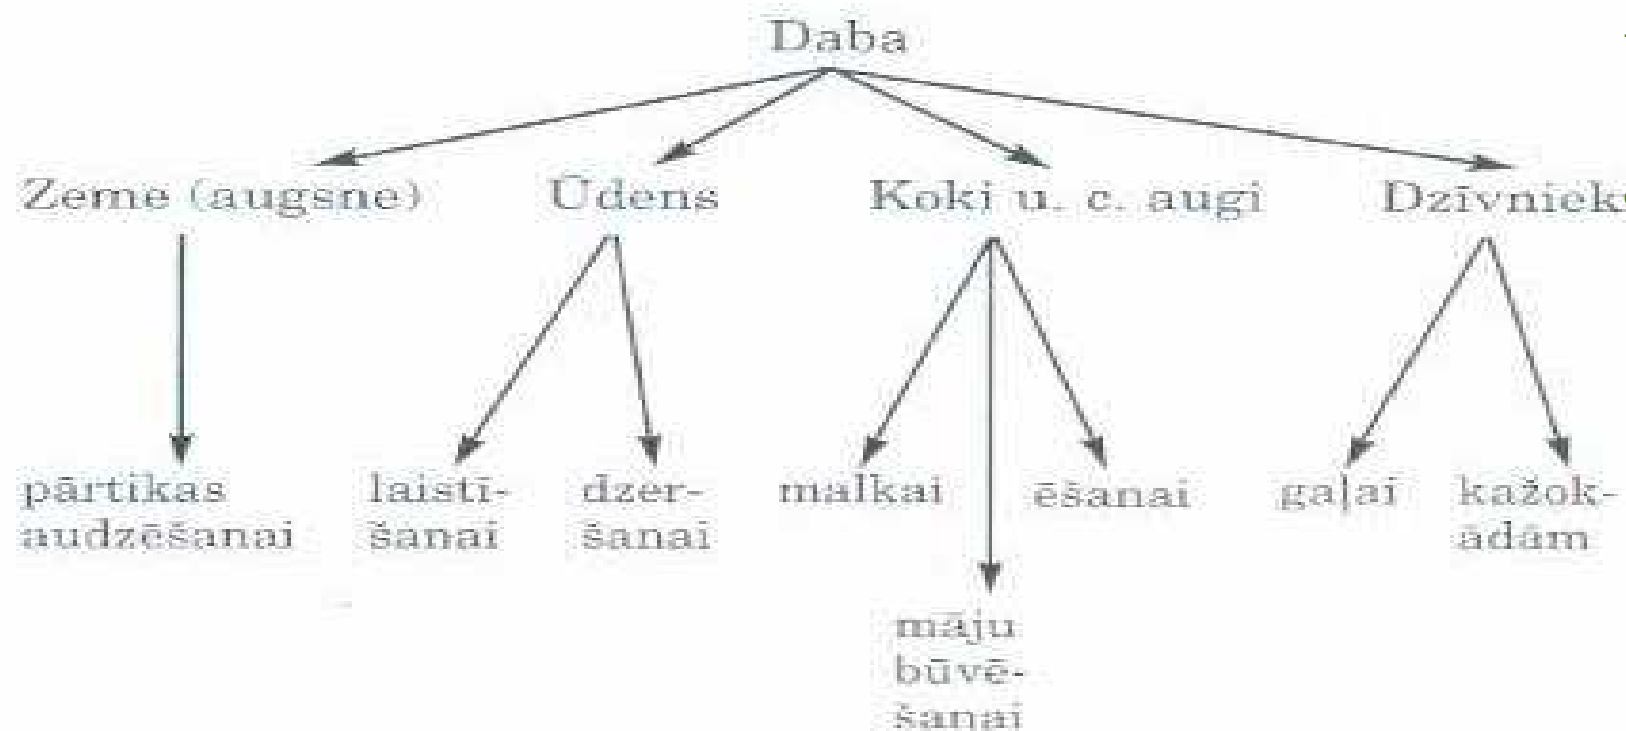 Daba
Zeme (augsne) Ūdens Koki u. c. augi Dzīvnieki
pārtikas laistī- dzer- malkai ēšanai gaļai kažok-
audzēšanai šanai šanai ādām
māju
būvē-
šanai